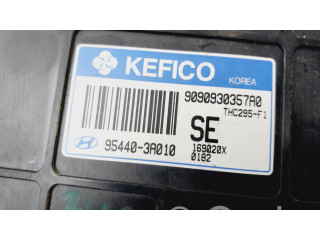 KEFICO
KOREA
9090930357A0
THC295-F1
SE
95440-3A010
169020X
0182